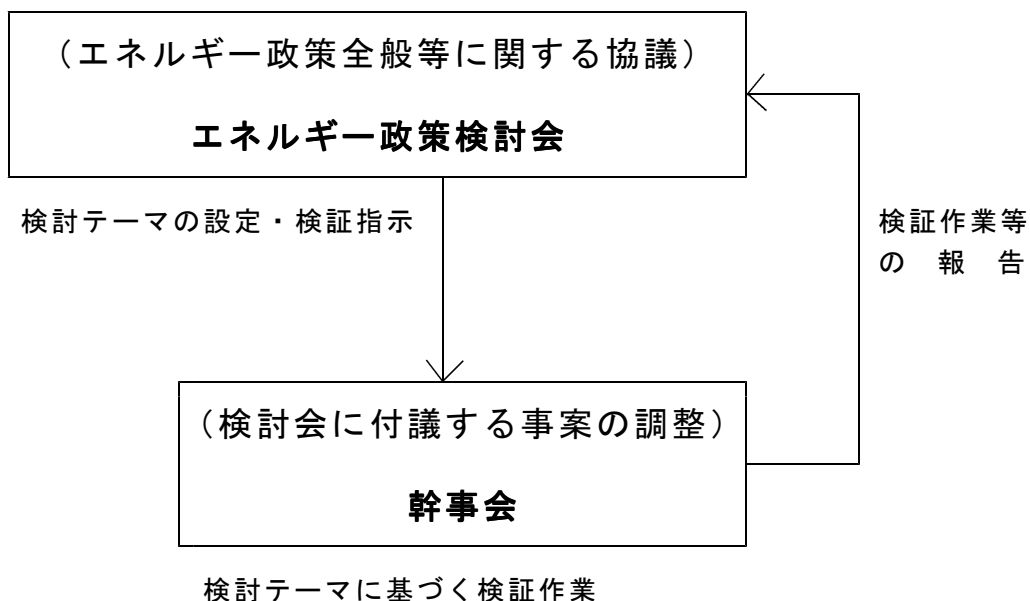 （エネルギー政策全般等に関する協議）
エネルギー政策検討会
検討テーマの設定・検証指示
検証作業等
の報告
（検討会に付議する事案の調整）
幹事会
検討テーマに基づく検証作業